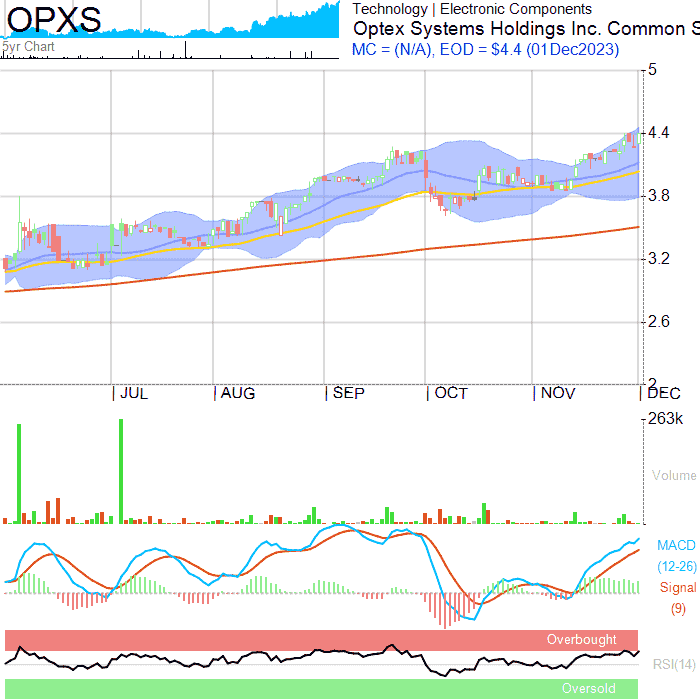 OPXS
Technology | Electronic Components
Optex Systems Holdings Inc. Common S
5yr Chart
MC = (N/A), EOD = $4.4 (01Dec2023)
5
4.4
3.8
3.2
2.6
2
JUL
AUG
SEP
OCT
NOV
DEC
263k
Volume
MACD
(12-26)
Signal
(9)
Overbought
RSI(14)
Oversold